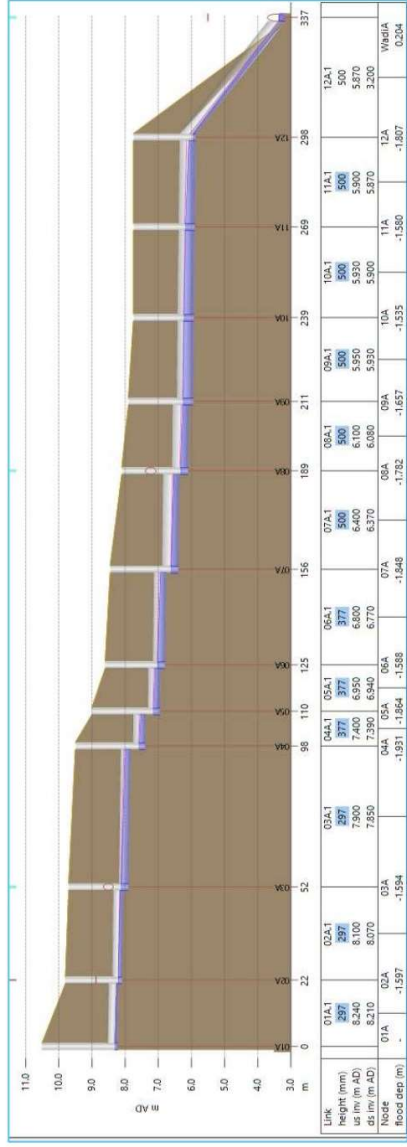 11.0
10.0
9.0
8.0
7.0
6.0
5.0
4.0
3.0
m AD
01A 02A 03A 04A 05A 06A 07A 08A 09A 10A 11A 12A
m 0 22 52 98 110 125 156 189 211 239 269 298 337
Link 01A.1 02A.1 03A.1 04A.1 05A.1 06A.1 07A.1 08A.1 09A.1 10A.1 11A.1 12A.1
height (mm) 297 297 297 377 377 377 500 500 500 500 500 500
us inv (m AD) 8.240 8.100 7.900 7.400 6.950 6.800 6.400 6.100 5.950 5.930 5.900 5.870
ds inv (m AD) 8.210 8.070 7.850 7.390 6.940 6.770 6.370 6.080 5.930 5.900 5.870 3.200
Node 01A 02A 03A 04A 05A 06A 07A 08A 09A 10A 11A 12A WadiA
flood dep (m) - -1.597 -1.594 -1.931 -1.864 -1.588 -1.848 -1.782 -1.657 -1.535 -1.580 -1.807 0.204